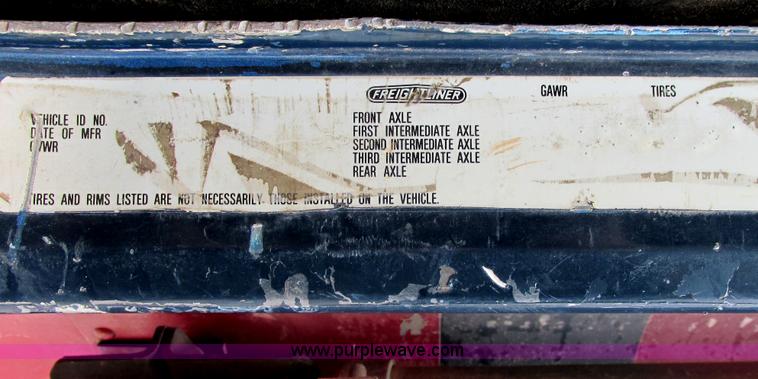 FREIGHTLINER GAWR TIRES
VEHICLE ID NO. FRONT AXLE
DATE OF MFR FIRST INTERMEDIATE AXLE
GVWR SECOND INTERMEDIATE AXLE
THIRD INTERMEDIATE AXLE
REAR AXLE
TIRES AND RIMS LISTED ARE NOT NECESSARILY THOSE INSTALLED ON THE VEHICLE.
www.purplewave.com